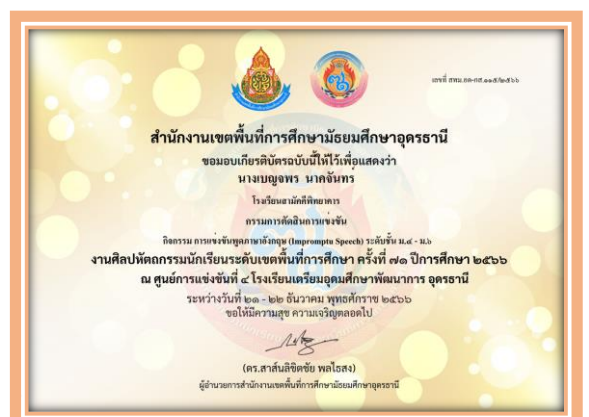 เลขที่ สพม.อด-กส.๑๑๕/๒๕๖๖
สำนักงานเขตพื้นที่การศึกษามัธยมศึกษาอุดรธานี
ขอมอบเกียรติบัตรฉบับนี้ให้ไว้เพื่อแสดงว่า
นางเบญจพร นาคจันทร์
โรงเรียนสามัคคีพิทยาคาร
กรรมการตัดสินการแข่งขัน
กิจกรรม การแข่งขันพูดภาษาอังกฤษ (Impromptu Speech) ระดับชั้น ม.๔ - ม.๖
งานศิลปหัตถกรรมนักเรียนระดับเขตพื้นที่การศึกษา ครั้งที่ ๗๑ ปีการศึกษา ๒๕๖๖
ณ ศูนย์การแข่งขันที่ ๔ โรงเรียนเตรียมอุดมศึกษาพัฒนาการ อุดรธานี
ระหว่างวันที่ ๒๑ - ๒๒ ธันวาคม พุทธศักราช ๒๕๖๖
ขอให้มีความสุข ความเจริญตลอดไป
(ดร.สาส์นลิขิตชัย พลไธสง)
ผู้อำนวยการสำนักงานเขตพื้นที่การศึกษามัธยมศึกษาอุดรธานี